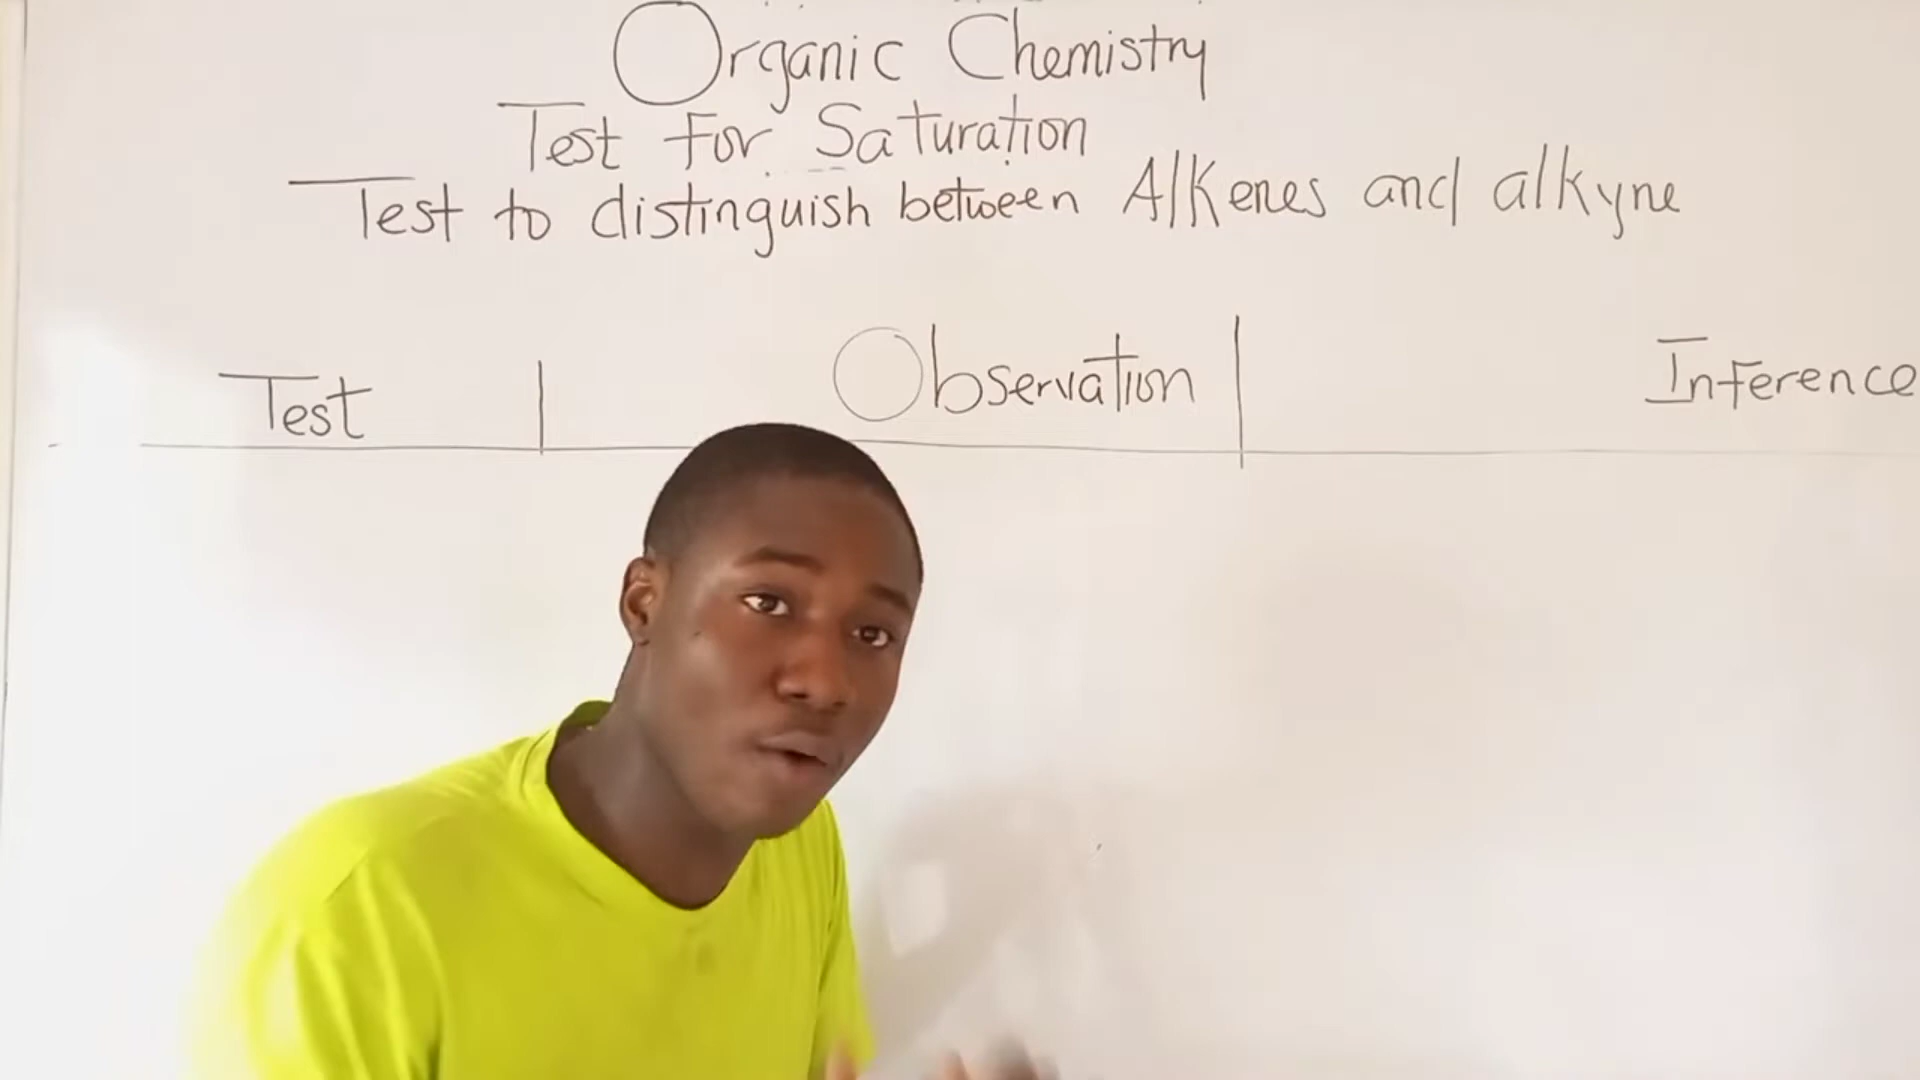 Organic Chemistry
Test For Saturation
Test to distinguish between Alkenes and alkyne
Test Observation Inference